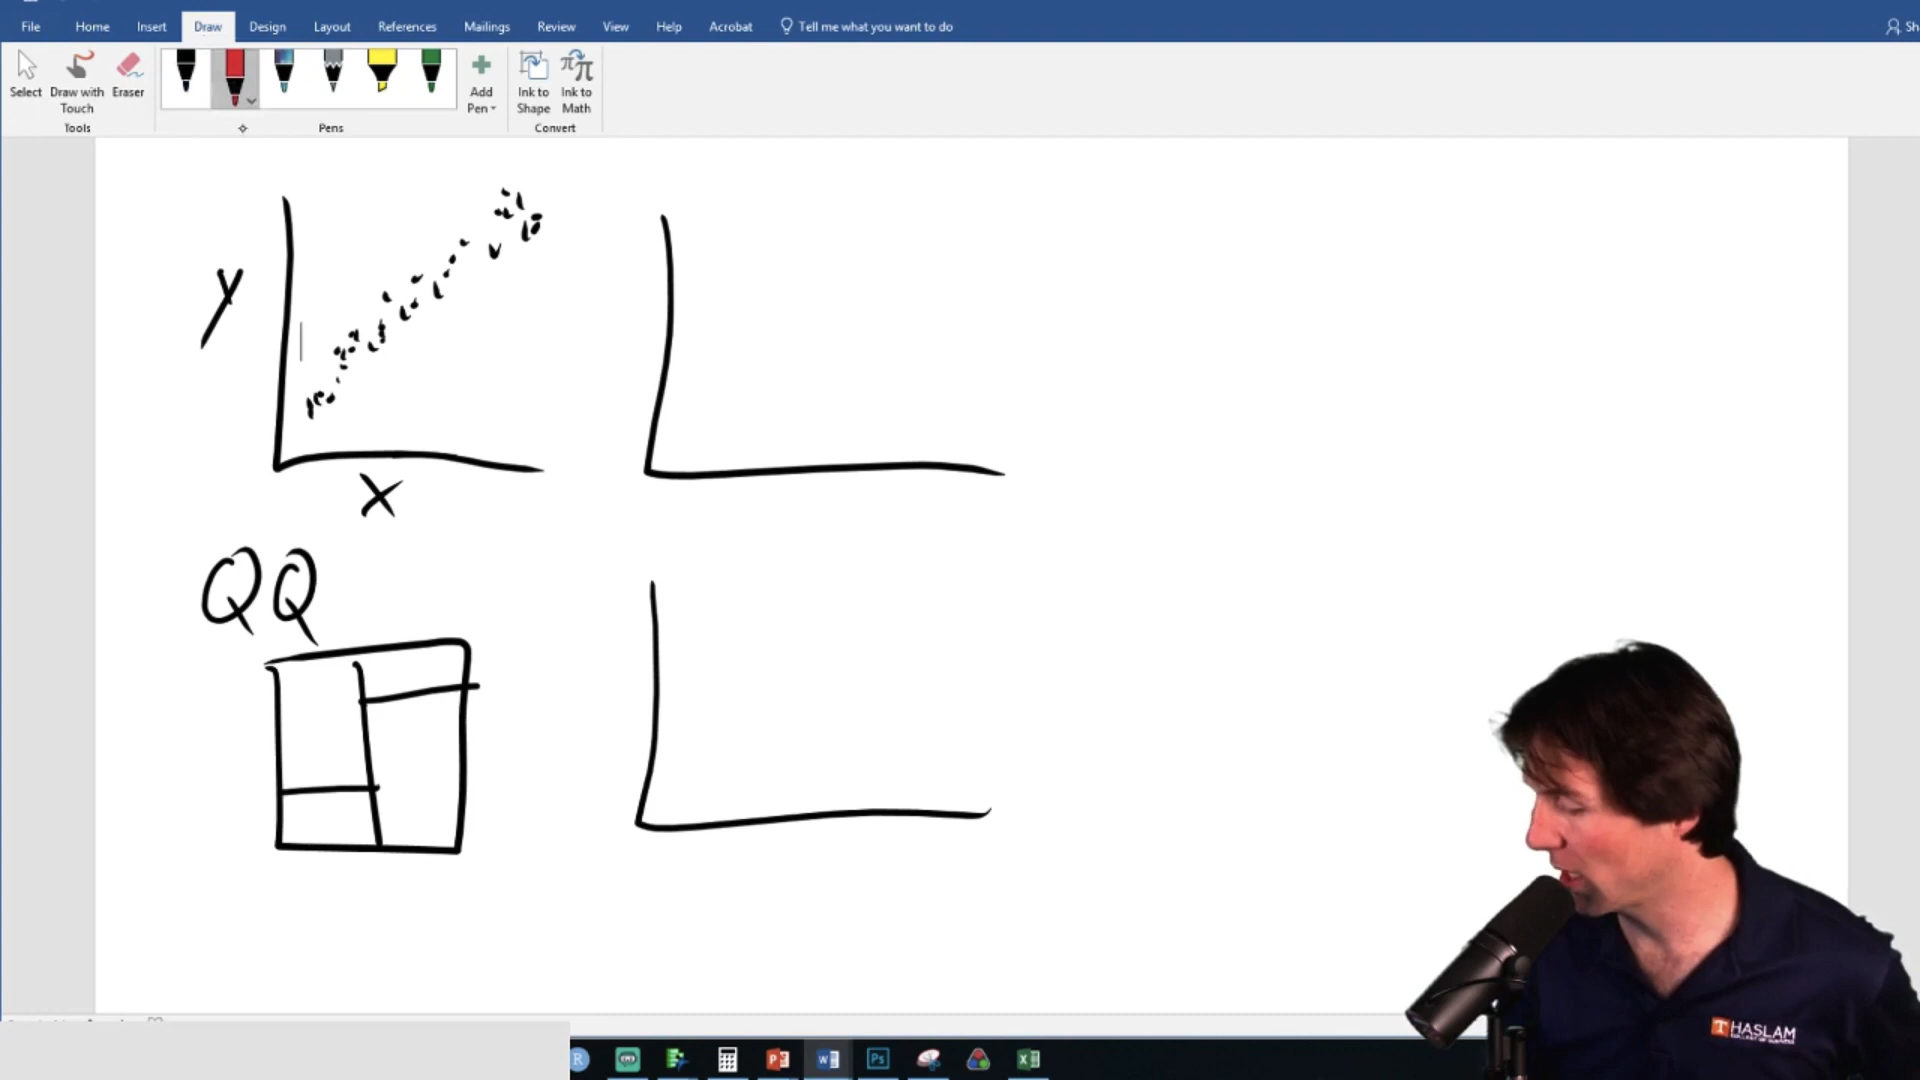 File Home Insert Draw Design Layout References Mailings Review View Help Acrobat Tell me what you want to do Sh
Select Draw with Touch Eraser Add Pen Ink to Shape Ink to Math
Tools Pens Convert
y
x
QQ
T HASLAM